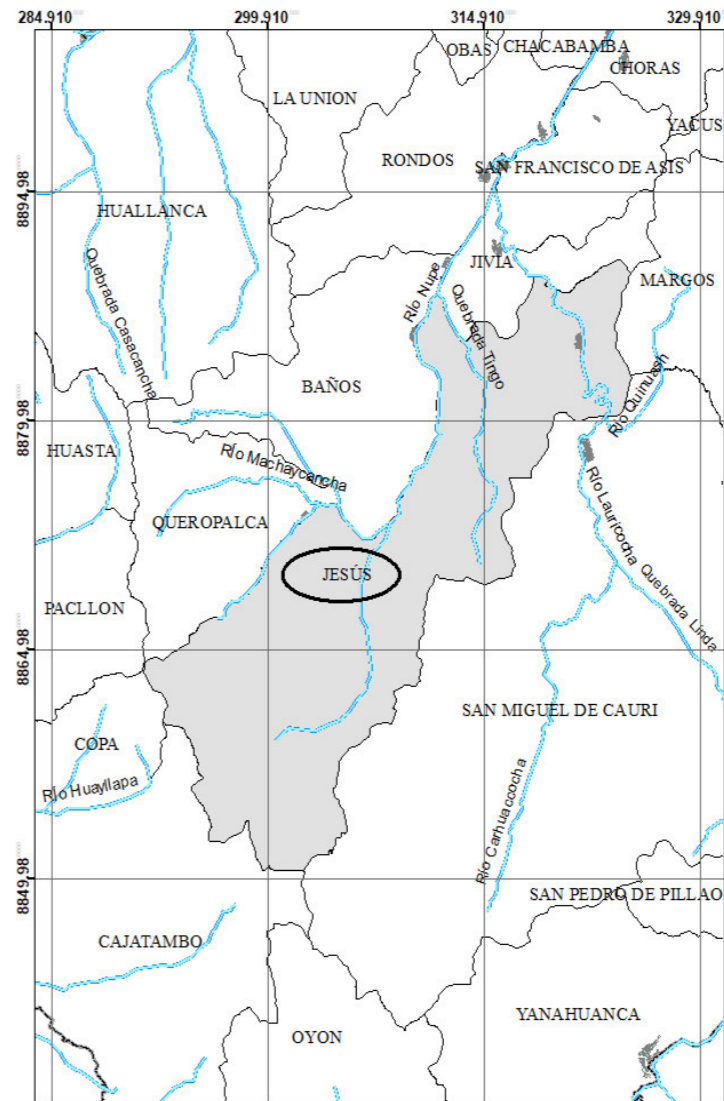 284.910 299.910 314.910 329.910
OBAS
CHACABAMBA
CHORAS
LA UNION
YACUS
RONDOS
SAN FRANCISCO DE ASIS
8894,98
HUALLANCA
JIVIA
MARGOS
Quebrada Casacancha
Río Nupe
Quebrada Tingo
BAÑOS
Río Quinuash
8879,98
HUASTA
Río Machaycancha
QUEROPALCA
Río Lauricocha
JESÚS
Quebrada Linda
PACLLON
8864,98
SAN MIGUEL DE CAURI
COPA
Río Huayllapa
Río Carhuaccocha
8849,98
SAN PEDRO DE PILLAO
CAJATAMBO
YANAHUANCA
OYON